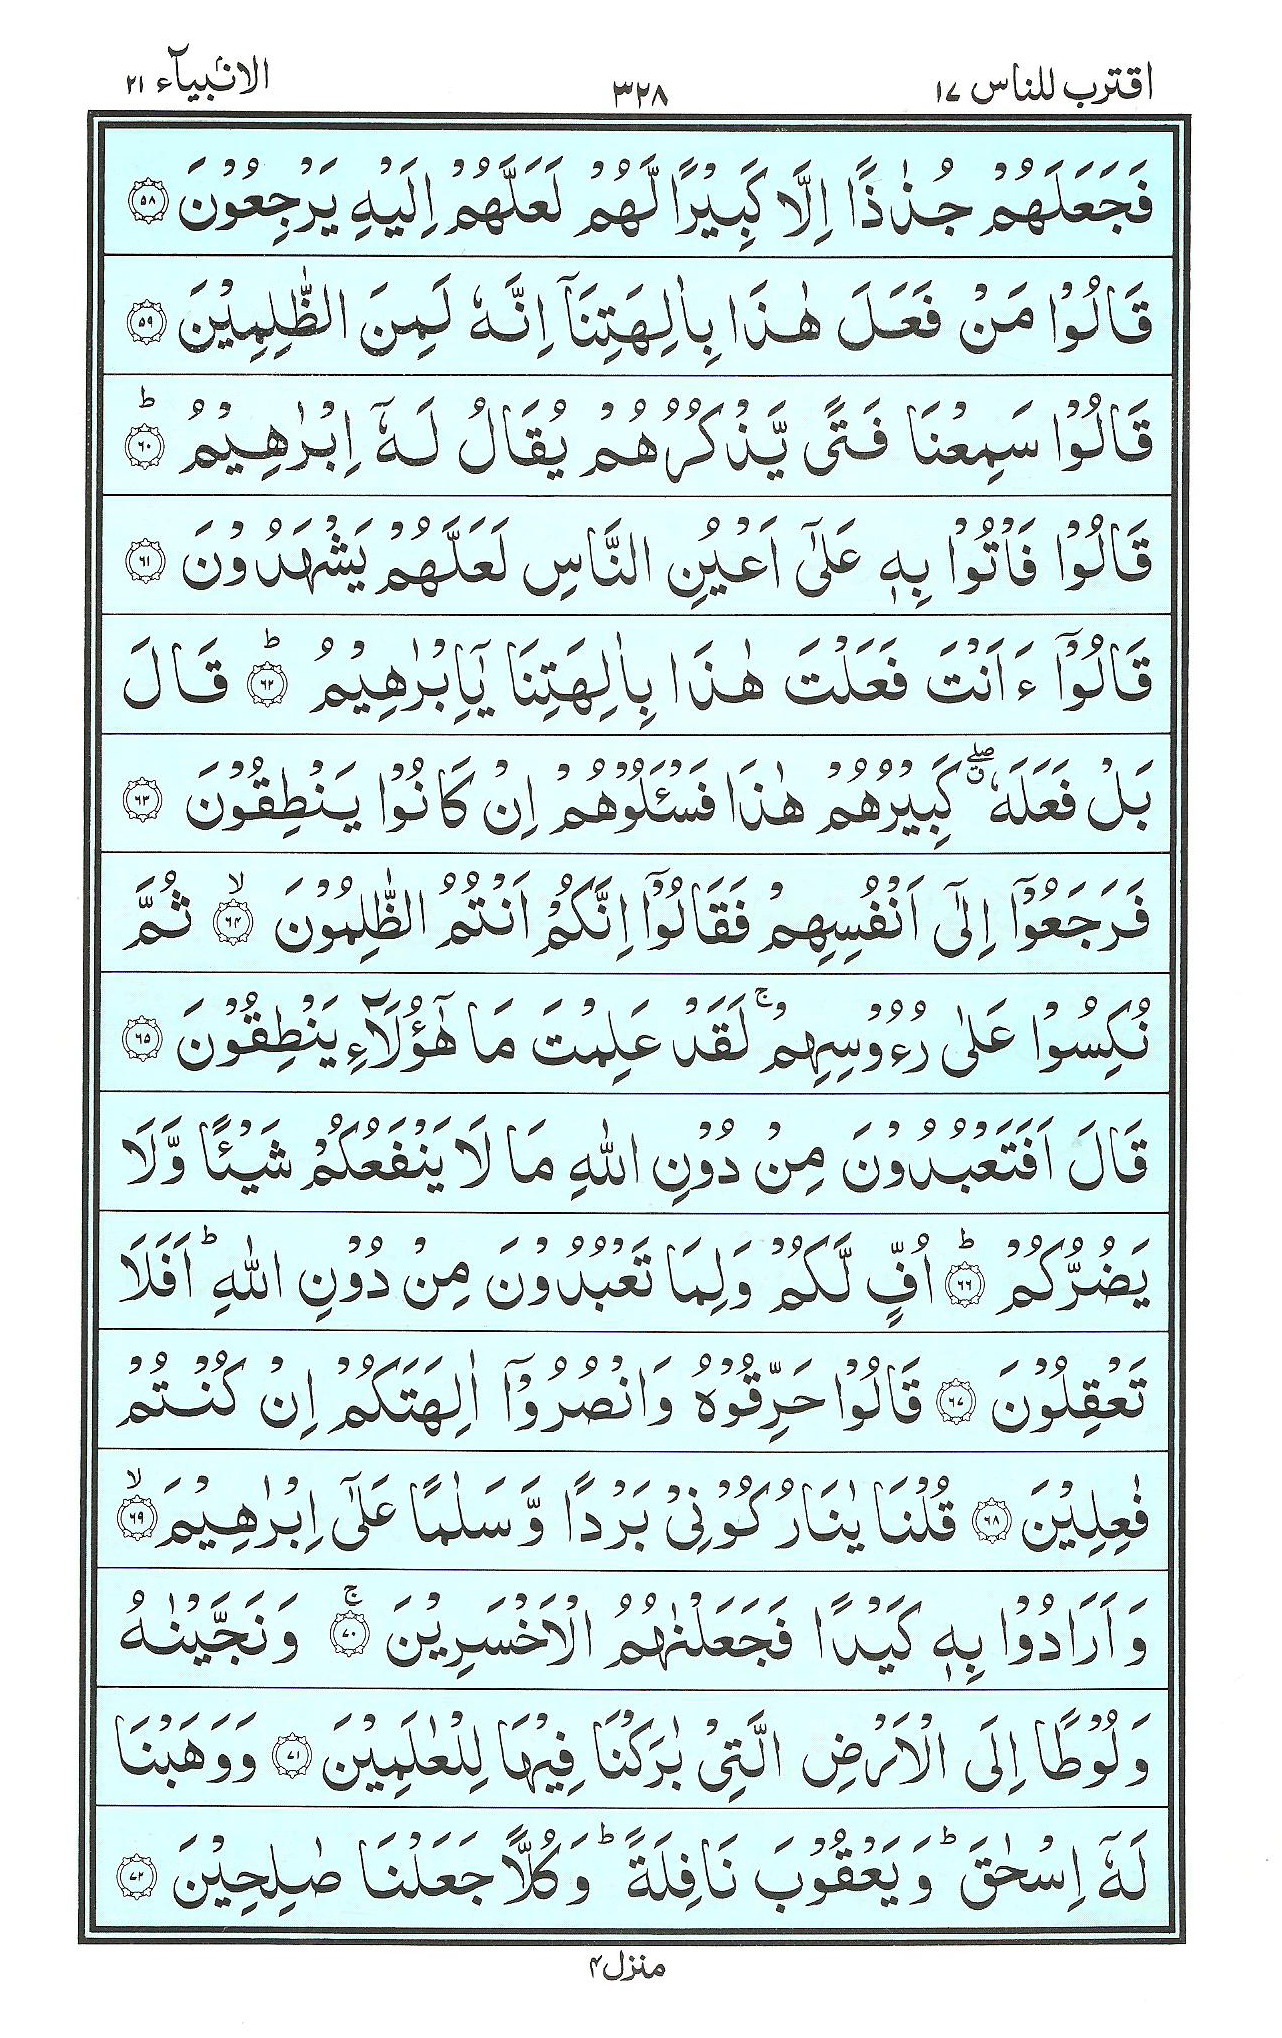 اقترب للناس ١٧
٣٢٨
الانبيآء ٢١
فَجَعَلَهُمْ جُذٰذًا اِلَّا كَبِيْرًا لَّهُمْ لَعَلَّهُمْ اِلَيْهِ يَرْجِعُوْنَ ٥٨
قَالُوْا مَنْ فَعَلَ هٰذَا بِاٰلِهَتِنَآ اِنَّهٗ لَمِنَ الظّٰلِمِيْنَ ٥٩
قَالُوْا سَمِعْنَا فَتًى يَّذْكُرُهُمْ يُقَالُ لَهٗٓ اِبْرٰهِيْمُ ؕ ٦٠
قَالُوْا فَاْتُوْا بِهٖ عَلٰٓى اَعْيُنِ النَّاسِ لَعَلَّهُمْ يَشْهَدُوْنَ ٦١
قَالُوْٓا ءَاَنْتَ فَعَلْتَ هٰذَا بِاٰلِهَتِنَا يٰٓاِبْرٰهِيْمُ ؕ ٦٢ قَالَ
بَلْ فَعَلَهٗ ۖ كَبِيْرُهُمْ هٰذَا فَسْـَٔلُوْهُمْ اِنْ كَانُوْا يَنْطِقُوْنَ ٦٣
فَرَجَعُوْٓا اِلٰٓى اَنْفُسِهِمْ فَقَالُوْٓا اِنَّكُمْ اَنْتُمُ الظّٰلِمُوْنَ ۙ ٦٤ ثُمَّ
نُكِسُوْا عَلٰى رُءُوْسِهِمْ ۚ لَقَدْ عَلِمْتَ مَا هٰٓؤُلَآءِ يَنْطِقُوْنَ ٦٥
قَالَ اَفَتَعْبُدُوْنَ مِنْ دُوْنِ اللّٰهِ مَا لَا يَنْفَعُكُمْ شَيْـًٔا وَّلَا
يَضُرُّكُمْ ؕ ٦٦ اُفٍّ لَّكُمْ وَلِمَا تَعْبُدُوْنَ مِنْ دُوْنِ اللّٰهِ ؕ اَفَلَا
تَعْقِلُوْنَ ٦٧ قَالُوْا حَرِّقُوْهُ وَانْصُرُوْٓا اٰلِهَتَكُمْ اِنْ كُنْتُمْ
فٰعِلِيْنَ ٦٨ قُلْنَا يٰنَارُ كُوْنِيْ بَرْدًا وَّسَلٰمًا عَلٰٓى اِبْرٰهِيْمَ ۙ ٦٩
وَاَرَادُوْا بِهٖ كَيْدًا فَجَعَلْنٰهُمُ الْاَخْسَرِيْنَ ۚ ٧٠ وَنَجَّيْنٰهُ
وَلُوْطًا اِلَى الْاَرْضِ الَّتِيْ بٰرَكْنَا فِيْهَا لِلْعٰلَمِيْنَ ٧١ وَوَهَبْنَا
لَهٗٓ اِسْحٰقَ ؕ وَيَعْقُوْبَ نَافِلَةً ؕ وَكُلًّا جَعَلْنَا صٰلِحِيْنَ ٧٢
منزل ۴